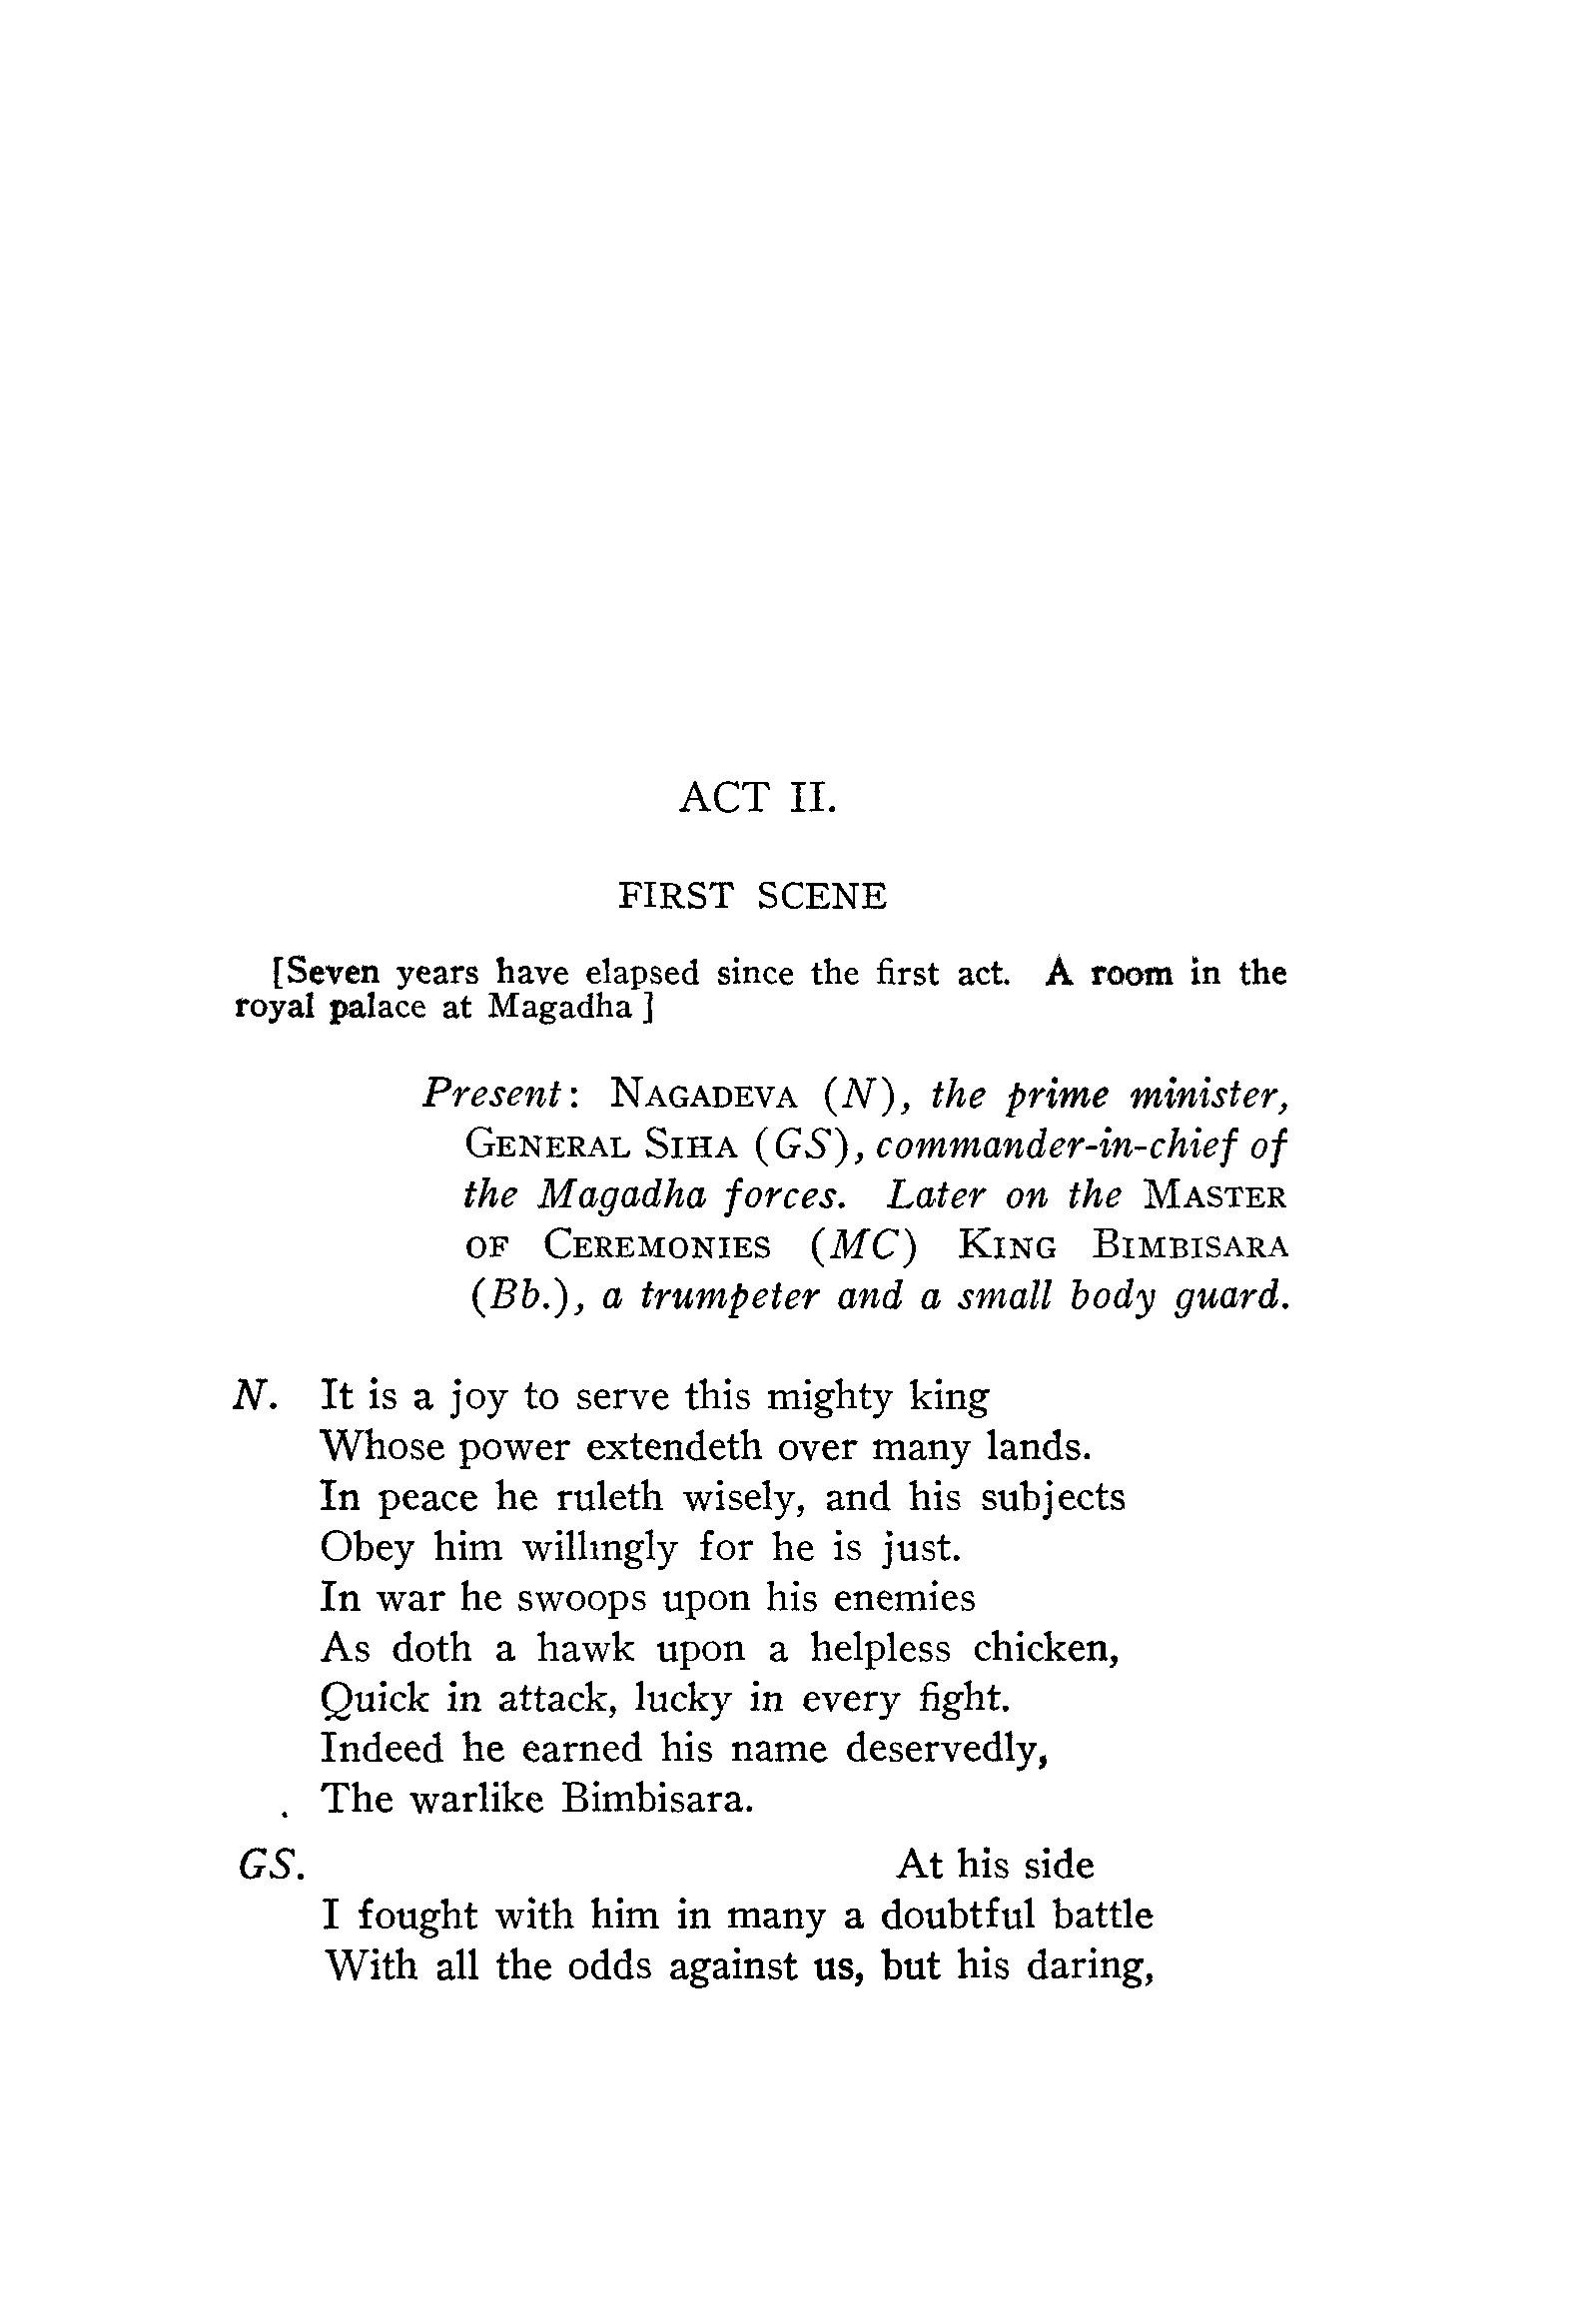 ACT II.
FIRST SCENE
[Seven years have elapsed since the first act. A room in the
royal palace at Magadha ]
Present: NAGADEVA (N), the prime minister,
GENERAL SIHA (GS), commander-in-chief of
the Magadha forces. Later on the MASTER
OF CEREMONIES (MC) KING BIMBISARA
(Bb.), a trumpeter and a small body guard.
N. It is a joy to serve this mighty king
Whose power extendeth over many lands.
In peace he ruleth wisely, and his subjects
Obey him willingly for he is just.
In war he swoops upon his enemies
As doth a hawk upon a helpless chicken,
Quick in attack, lucky in every fight.
Indeed he earned his name deservedly,
The warlike Bimbisara.
GS. At his side
I fought with him in many a doubtful battle
With all the odds against us, but his daring,